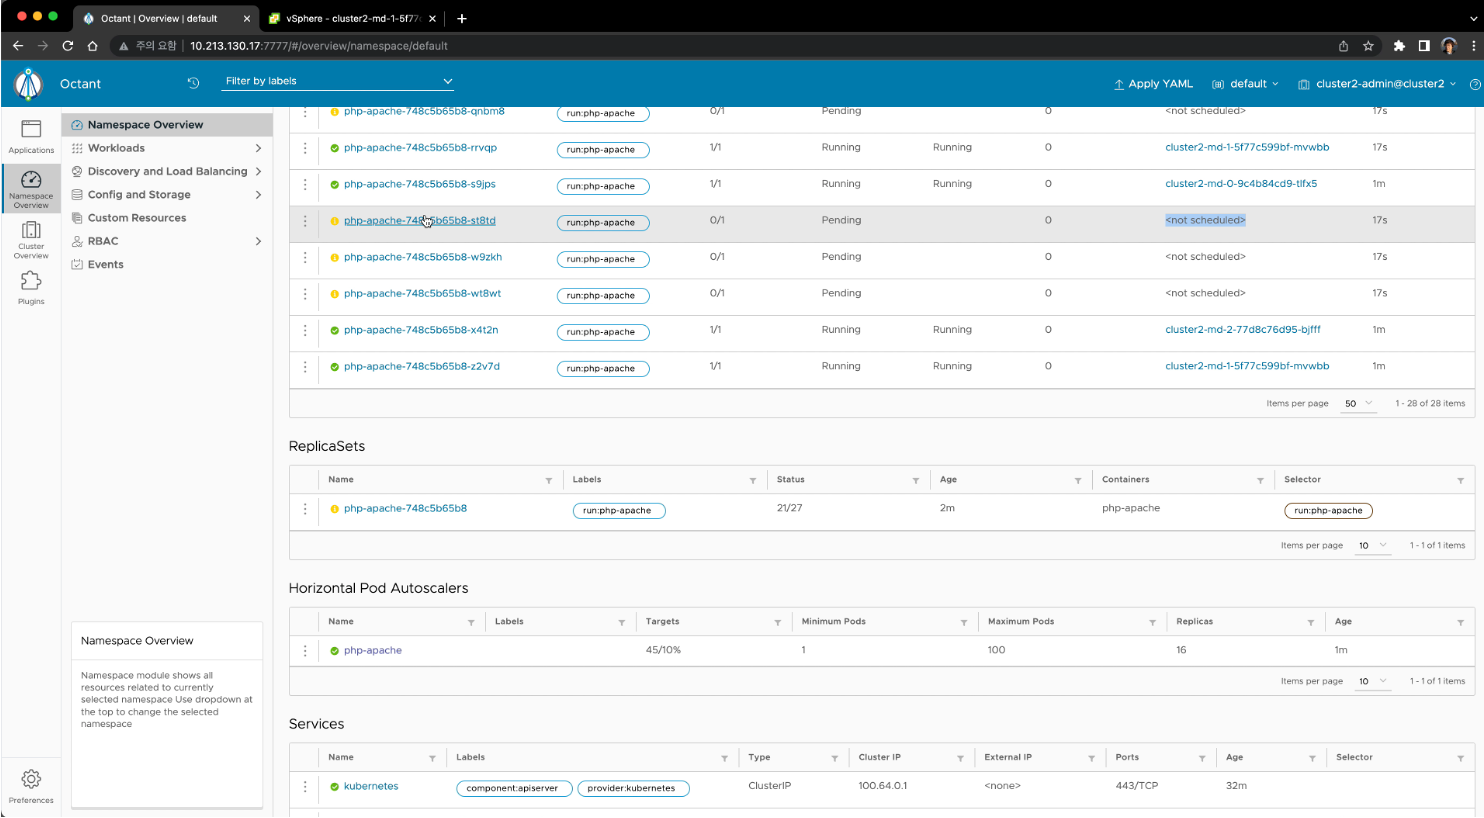 Octant | Overview | default
vSphere - cluster2-md-1-5f77c
주의 요함 10.213.130.17:7777/#/overview/namespace/default
Octant
Filter by labels
Apply YAML
default
cluster2-admin@cluster2
Applications
Namespace Overview
Cluster Overview
Plugins
Preferences
Namespace Overview
Workloads
Discovery and Load Balancing
Config and Storage
Custom Resources
RBAC
Events
Namespace Overview
Namespace module shows all
resources related to currently
selected namespace Use dropdown at
the top to change the selected
namespace
php-apache-748c5b65b8-qnbm8 run:php-apache 0/1 Pending 0 <not scheduled> 17s
php-apache-748c5b65b8-rrvqp run:php-apache 1/1 Running Running 0 cluster2-md-1-5f77c599bf-mvwbb 17s
php-apache-748c5b65b8-s9jps run:php-apache 1/1 Running Running 0 cluster2-md-0-9c4b84cd9-tlfx5 1m
php-apache-748c5b65b8-st8td run:php-apache 0/1 Pending 0 <not scheduled> 17s
php-apache-748c5b65b8-w9zkh run:php-apache 0/1 Pending 0 <not scheduled> 17s
php-apache-748c5b65b8-wt8wt run:php-apache 0/1 Pending 0 <not scheduled> 17s
php-apache-748c5b65b8-x4t2n run:php-apache 1/1 Running Running 0 cluster2-md-2-77d8c76d95-bjfff 1m
php-apache-748c5b65b8-z2v7d run:php-apache 1/1 Running Running 0 cluster2-md-1-5f77c599bf-mvwbb 1m
Items per page 50 1 - 28 of 28 items
ReplicaSets
Name Labels Status Age Containers Selector
php-apache-748c5b65b8 run:php-apache 21/27 2m php-apache run:php-apache
Items per page 10 1 - 1 of 1 items
Horizontal Pod Autoscalers
Name Labels Targets Minimum Pods Maximum Pods Replicas Age
php-apache 45/10% 1 100 16 1m
Items per page 10 1 - 1 of 1 items
Services
Name Labels Type Cluster IP External IP Ports Age Selector
kubernetes component:apiserver provider:kubernetes ClusterIP 100.64.0.1 <none> 443/TCP 32m